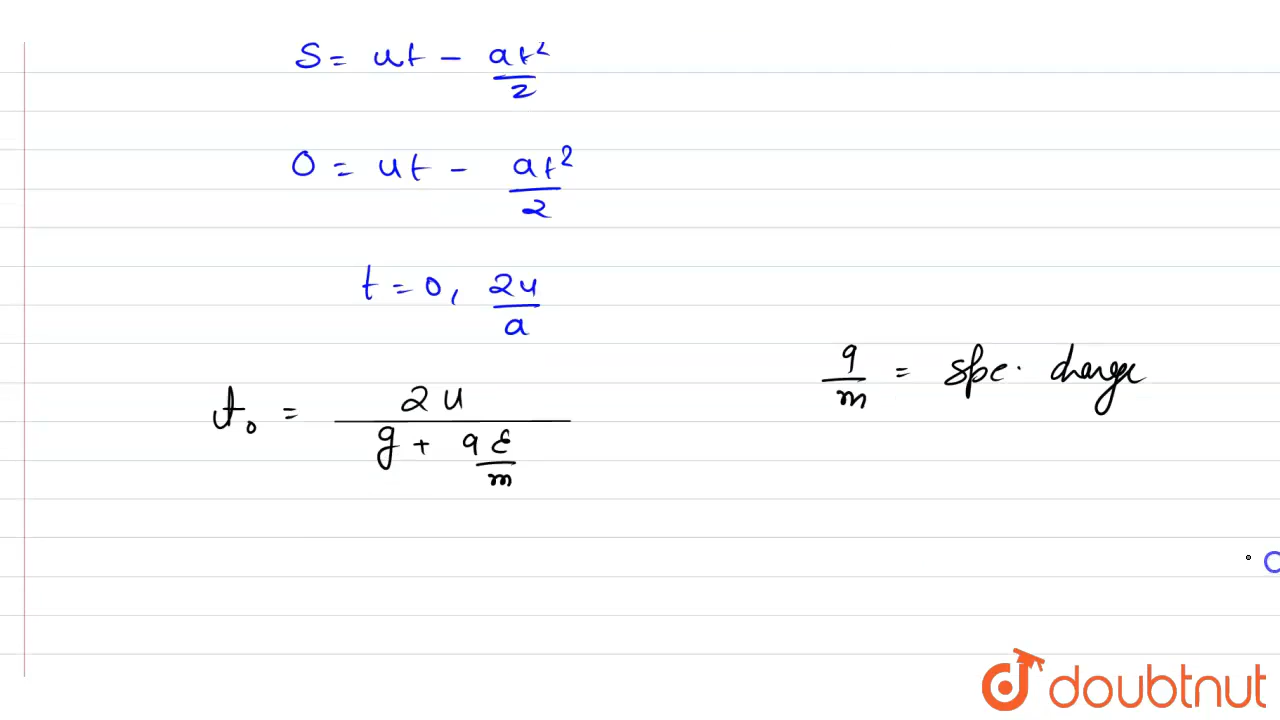 S = ut - at²/2
0 = ut - at²/2
t = 0, 2u/a
q/m = spe. charge
t₀ = 2u/(g + qE/m)
doubtnut